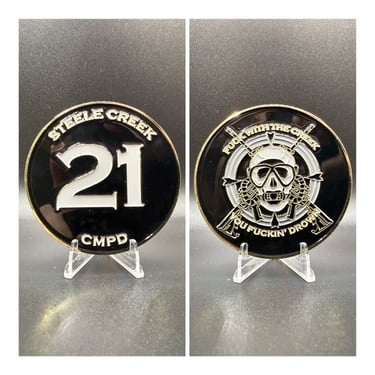 STEELE CREEK
21
CMPD
FUCK WITH THE CREEK
YOU FUCKIN' DROWN